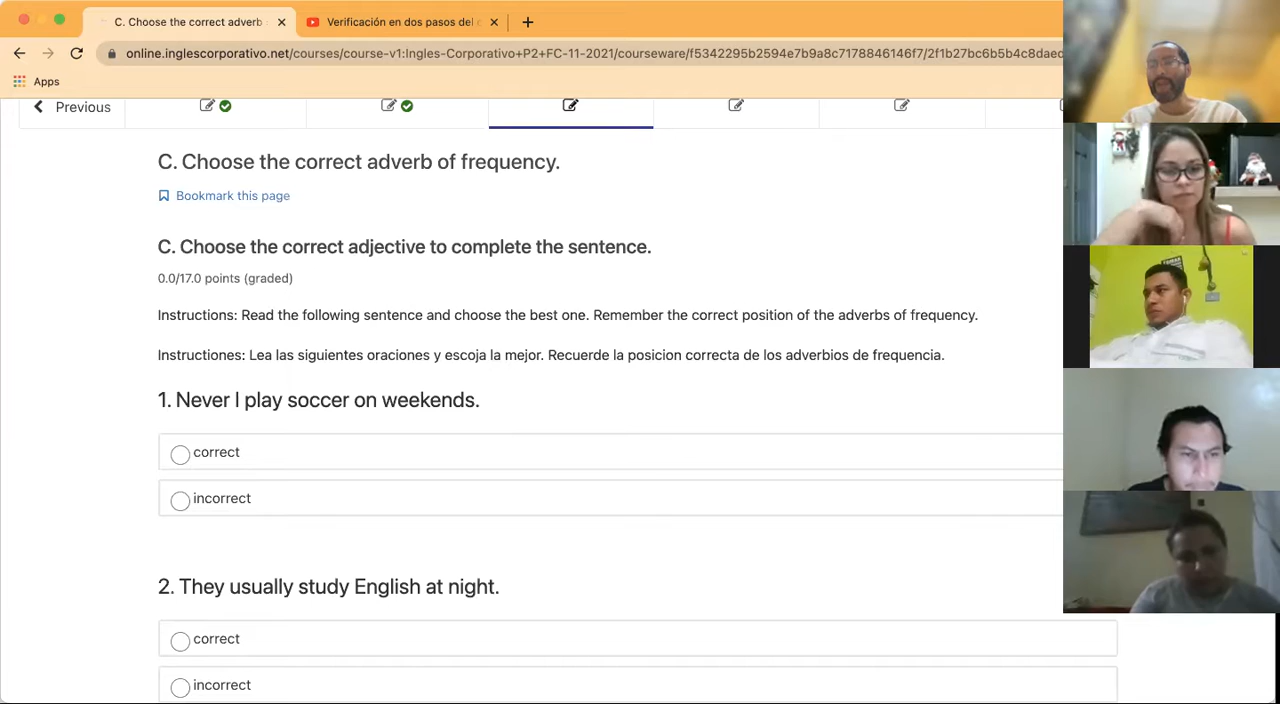 C. Choose the correct adverb
Verificación en dos pasos del
online.inglescorporativo.net/courses/course-v1:Ingles-Corporativo+P2+FC-11-2021/courseware/f5342295b2594e7b9a8c7178846146f7/2f1b27bc6b5b4c8daed
Apps
Previous
C. Choose the correct adverb of frequency.
Bookmark this page
C. Choose the correct adjective to complete the sentence.
0.0/17.0 points (graded)
Instructions: Read the following sentence and choose the best one. Remember the correct position of the adverbs of frequency.
Instructiones: Lea las siguientes oraciones y escoja la mejor. Recuerde la posicion correcta de los adverbios de frequencia.
1. Never I play soccer on weekends.
correct
incorrect
2. They usually study English at night.
correct
incorrect